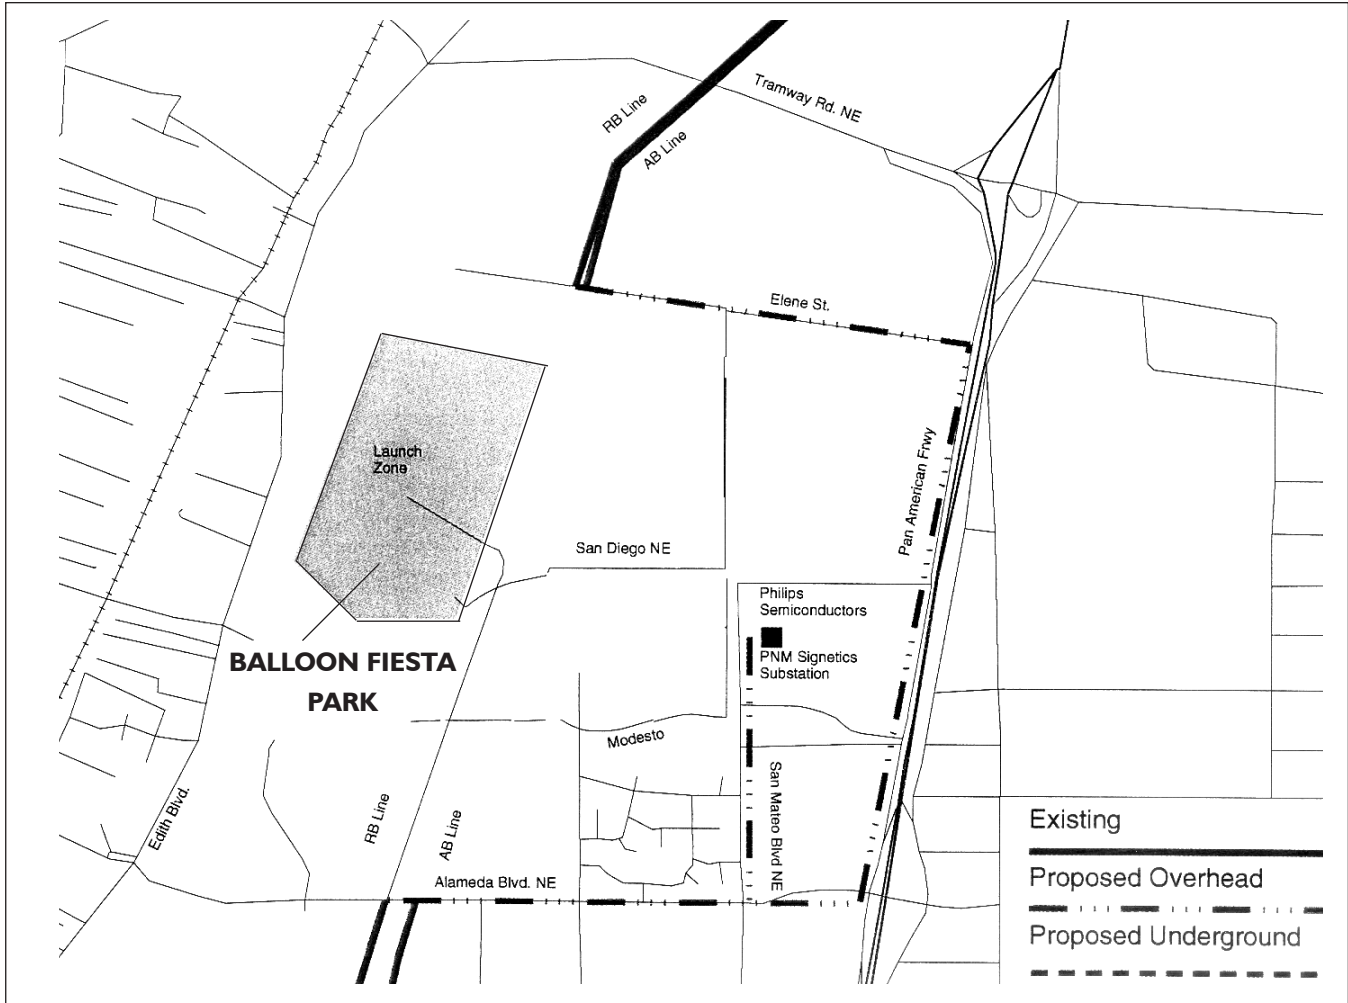 Tramway Rd. NE
RB Line
AB Line
Elene St.
Launch
Zone
Pan American Frwy
San Diego NE
Philips
Semiconductors
PNM Signetics
Substation
BALLOON FIESTA
PARK
Modesto
San Mateo Blvd NE
Edith Blvd.
RB Line
AB Line
Alameda Blvd. NE
Existing
Proposed Overhead
Proposed Underground